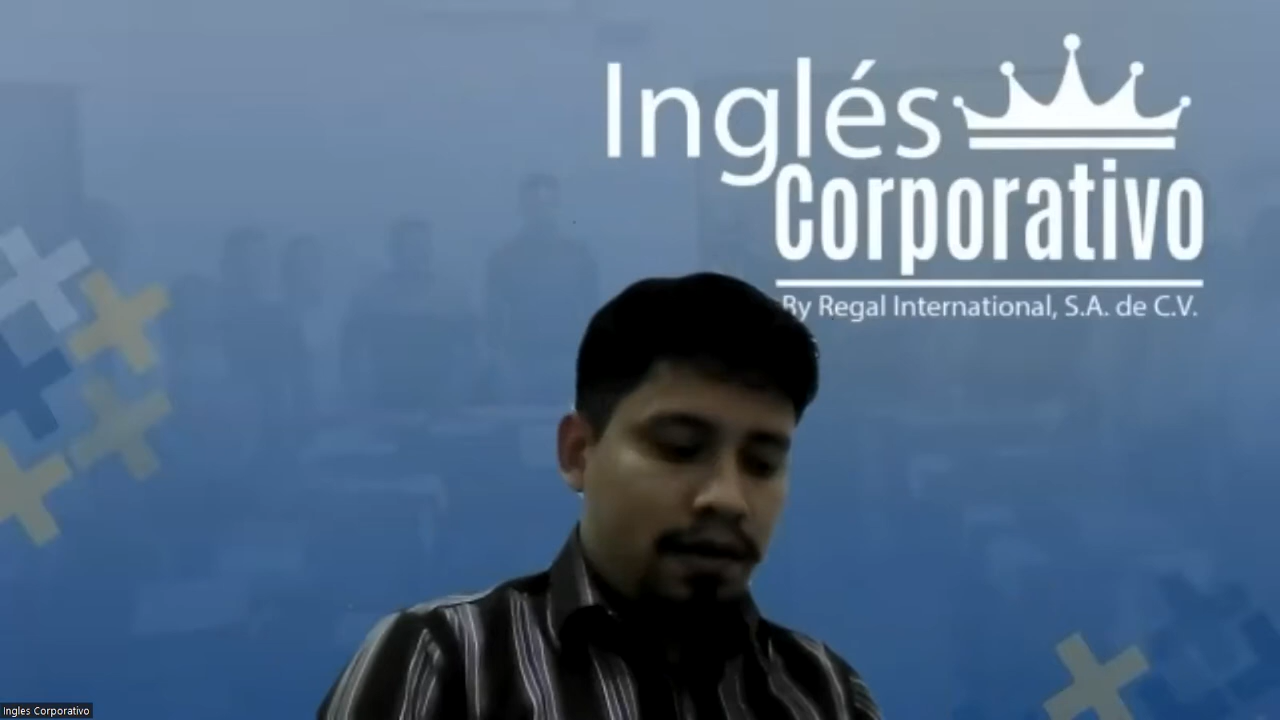 Inglés
Corporativo
By Regal International, S.A. de C.V.
Ingles Corporativo